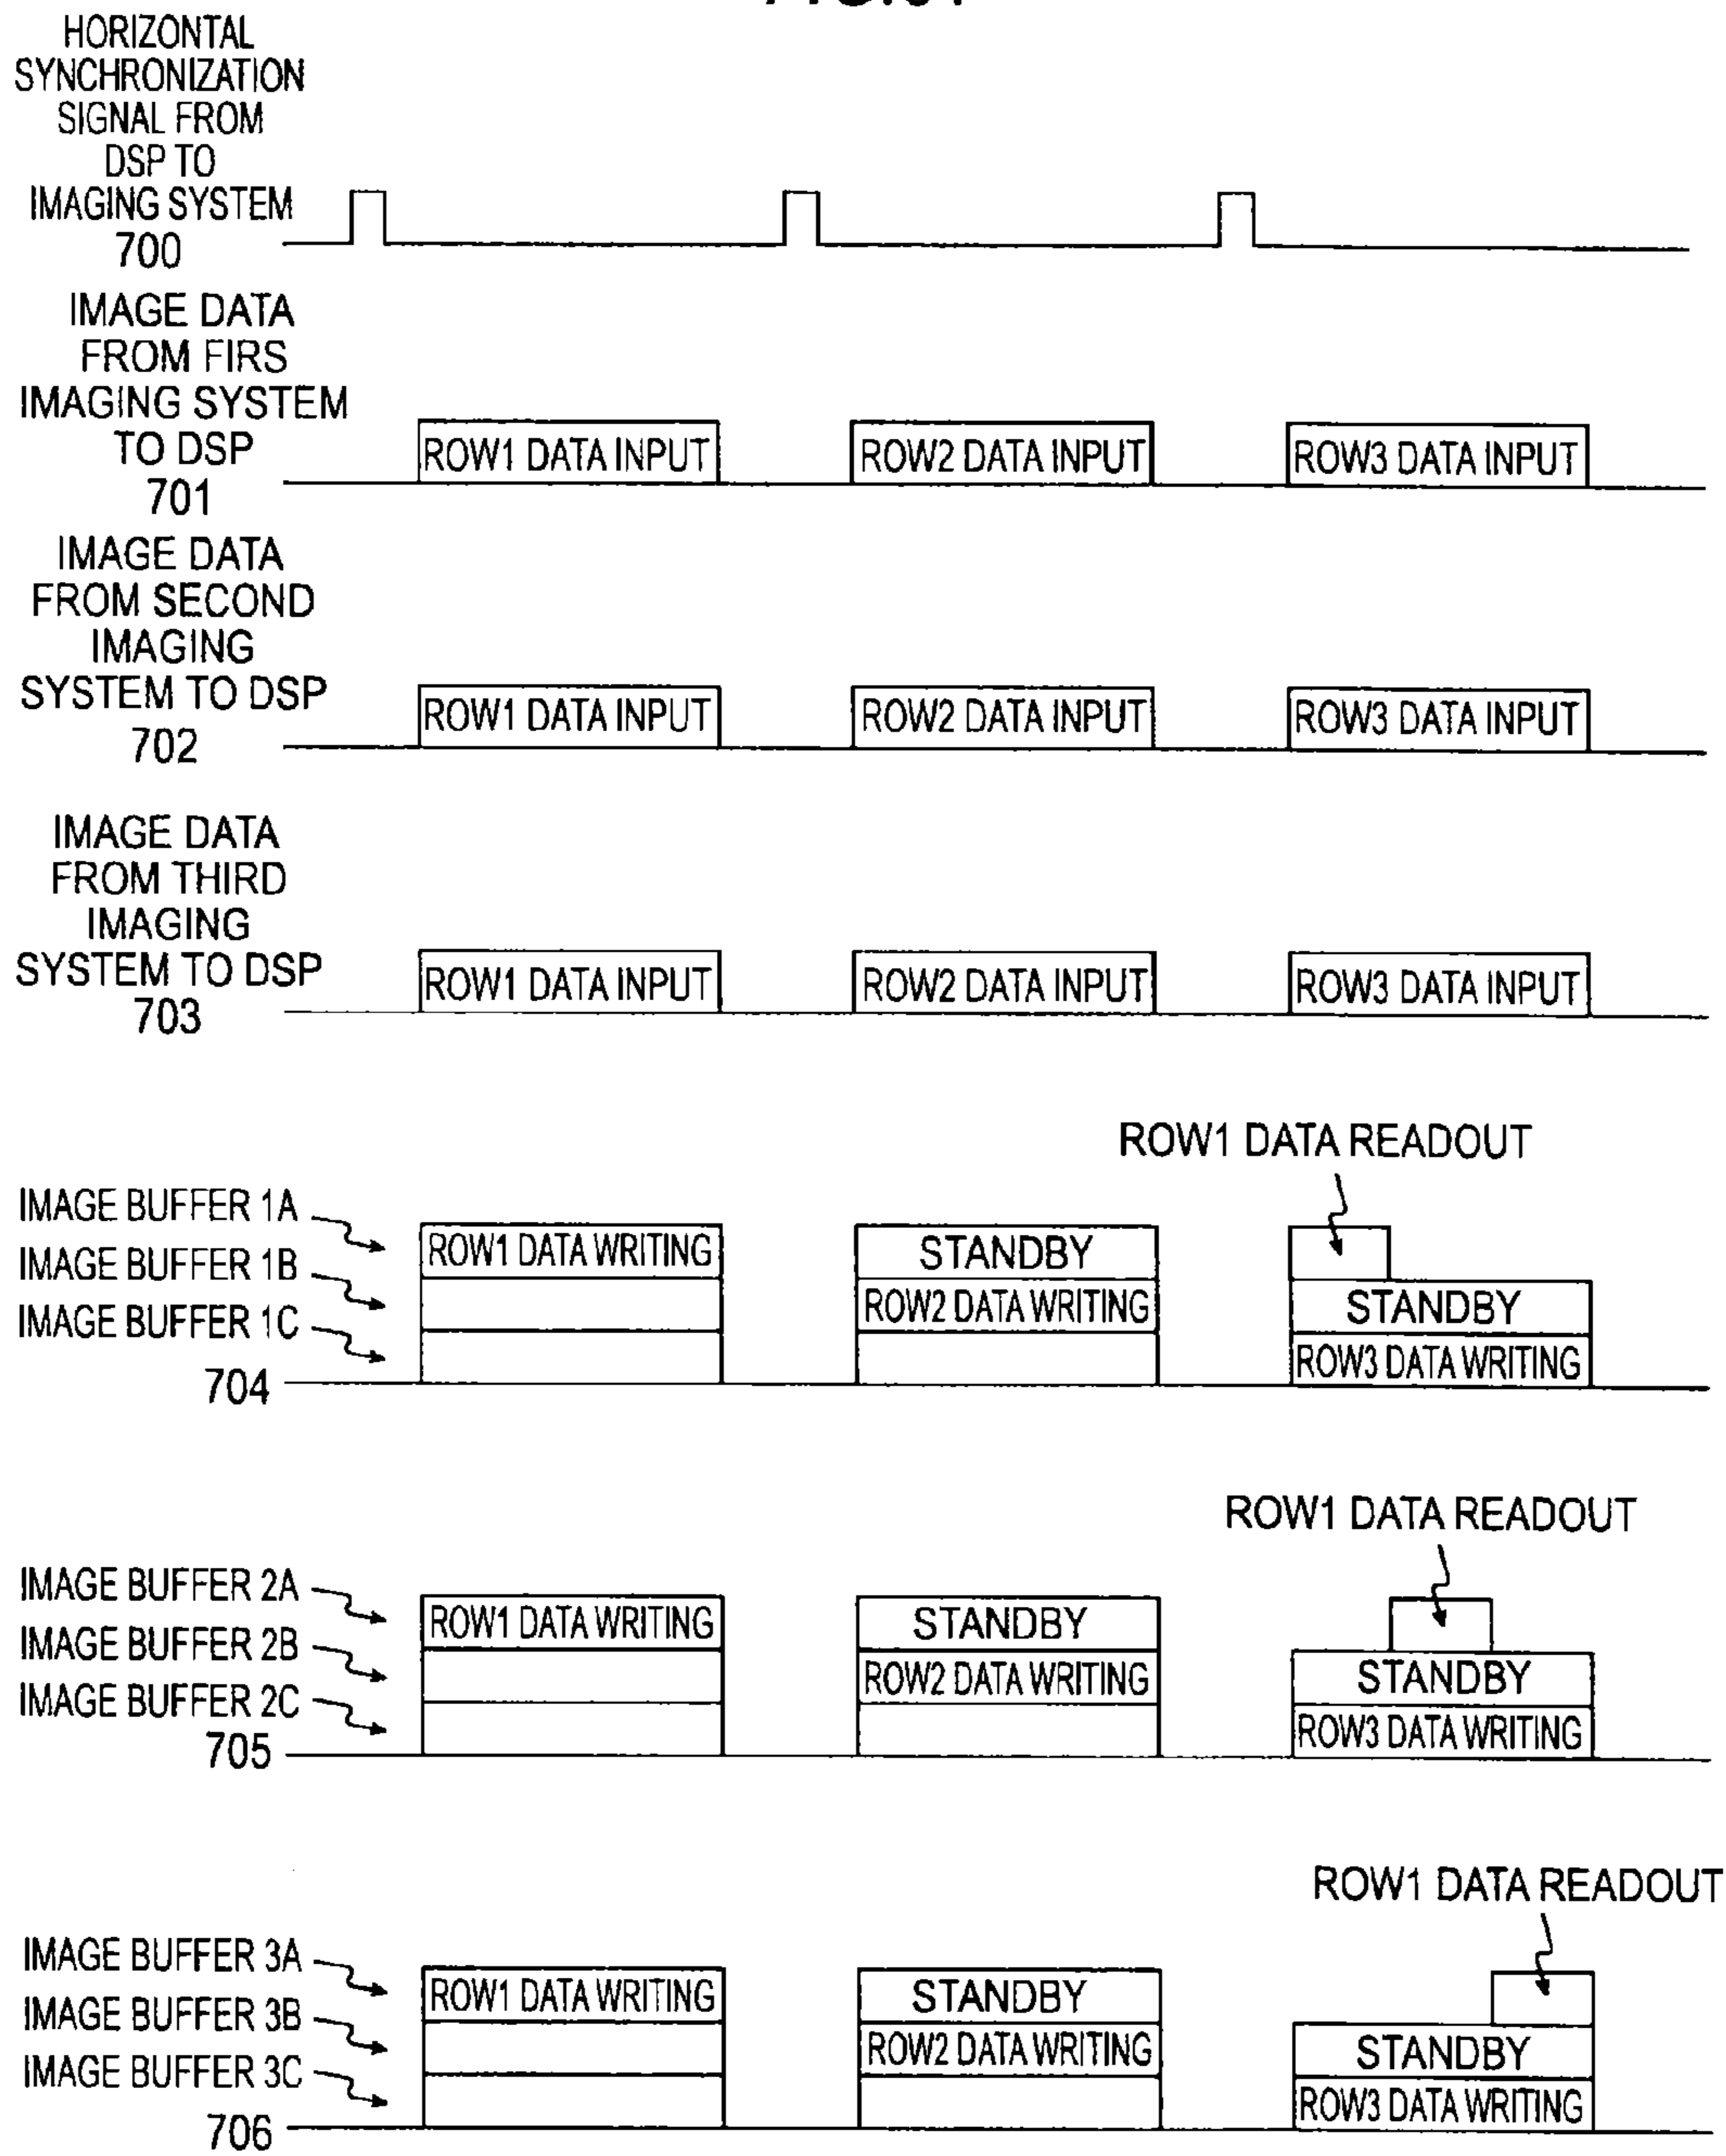 HORIZONTAL
SYNCHRONIZATION
SIGNAL FROM
DSP TO
IMAGING SYSTEM
700
IMAGE DATA
FROM FIRS
IMAGING SYSTEM
TO DSP
701
ROW1 DATA INPUT
ROW2 DATA INPUT
ROW3 DATA INPUT
IMAGE DATA
FROM SECOND
IMAGING
SYSTEM TO DSP
702
ROW1 DATA INPUT
ROW2 DATA INPUT
ROW3 DATA INPUT
IMAGE DATA
FROM THIRD
IMAGING
SYSTEM TO DSP
703
ROW1 DATA INPUT
ROW2 DATA INPUT
ROW3 DATA INPUT
ROW1 DATA READOUT
IMAGE BUFFER 1A
IMAGE BUFFER 1B
IMAGE BUFFER 1C
704
ROW1 DATA WRITING
STANDBY
ROW2 DATA WRITING
STANDBY
ROW3 DATA WRITING
ROW1 DATA READOUT
IMAGE BUFFER 2A
IMAGE BUFFER 2B
IMAGE BUFFER 2C
705
ROW1 DATA WRITING
STANDBY
ROW2 DATA WRITING
STANDBY
ROW3 DATA WRITING
ROW1 DATA READOUT
IMAGE BUFFER 3A
IMAGE BUFFER 3B
IMAGE BUFFER 3C
706
ROW1 DATA WRITING
STANDBY
ROW2 DATA WRITING
STANDBY
ROW3 DATA WRITING